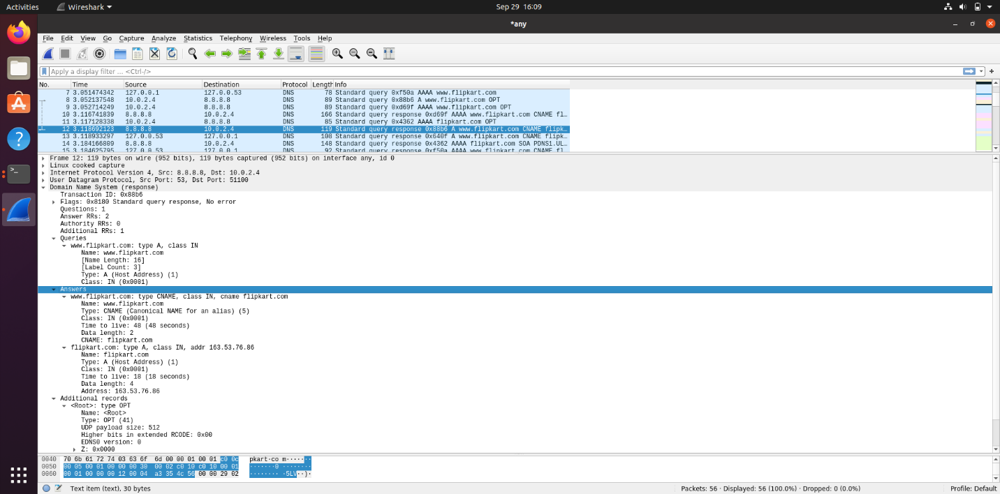 Activities Wireshark Sep 29 16:09
*any
File Edit View Go Capture Statistics Analyze Telephony Wireless Tools Help
Apply a display filter ... <Ctrl-/>
No. Time Source Destination Protocol Length Info
7 3.051474342 127.0.0.1 127.0.0.53 DNS 78 Standard query 0xf50a AAAA www.flipkart.com
8 3.052137548 10.0.2.4 8.8.8.8 DNS 89 Standard query 0x88b6 A www.flipkart.com OPT
9 3.052714249 10.0.2.4 8.8.8.8 DNS 89 Standard query 0xd69f AAAA www.flipkart.com OPT
10 3.116741839 8.8.8.8 10.0.2.4 DNS 166 Standard query response 0xd69f AAAA www.flipkart.com CNAME fl…
11 3.117128338 10.0.2.4 8.8.8.8 DNS 85 Standard query 0x4362 AAAA flipkart.com OPT
12 3.118692123 8.8.8.8 10.0.2.4 DNS 119 Standard query response 0x88b6 A www.flipkart.com CNAME flipk…
13 3.118933297 127.0.0.53 127.0.0.1 DNS 108 Standard query response 0x640f A www.flipkart.com CNAME flipk…
14 3.184166809 8.8.8.8 10.0.2.4 DNS 148 Standard query response 0x4362 AAAA flipkart.com SOA PDNS1.UL…
15 3.184625795 127.0.0.53 127.0.0.1 DNS 92 Standard query response 0xf50a AAAA www.flipkart.com CNAME fl…
Frame 12: 119 bytes on wire (952 bits), 119 bytes captured (952 bits) on interface any, id 0
Linux cooked capture
Internet Protocol Version 4, Src: 8.8.8.8, Dst: 10.0.2.4
User Datagram Protocol, Src Port: 53, Dst Port: 51100
Domain Name System (response)
Transaction ID: 0x88b6
Flags: 0x8180 Standard query response, No error
Questions: 1
Answer RRs: 2
Authority RRs: 0
Additional RRs: 1
Queries
www.flipkart.com: type A, class IN
Name: www.flipkart.com
[Name Length: 16]
[Label Count: 3]
Type: A (Host Address) (1)
Class: IN (0x0001)
Answers
www.flipkart.com: type CNAME, class IN, cname flipkart.com
Name: www.flipkart.com
Type: CNAME (Canonical NAME for an alias) (5)
Class: IN (0x0001)
Time to live: 48 (48 seconds)
Data length: 2
CNAME: flipkart.com
flipkart.com: type A, class IN, addr 163.53.76.86
Name: flipkart.com
Type: A (Host Address) (1)
Class: IN (0x0001)
Time to live: 18 (18 seconds)
Data length: 4
Address: 163.53.76.86
Additional records
<Root>: type OPT
Name: <Root>
Type: OPT (41)
UDP payload size: 512
Higher bits in extended RCODE: 0x00
EDNS0 version: 0
Z: 0x0000
0040 70 6b 61 72 74 03 63 6f 6d 00 00 01 00 01 c0 0c pkart·co m·······
0050 00 05 00 01 00 00 00 30 00 02 c0 10 c0 10 00 01 ·······0 ········
0060 00 01 00 00 00 12 00 04 a3 35 4c 56 00 00 29 02 ········ ·5LV··)·
Text item (text), 30 bytes Packets: 56 · Displayed: 56 (100.0%) · Dropped: 0 (0.0%) Profile: Default